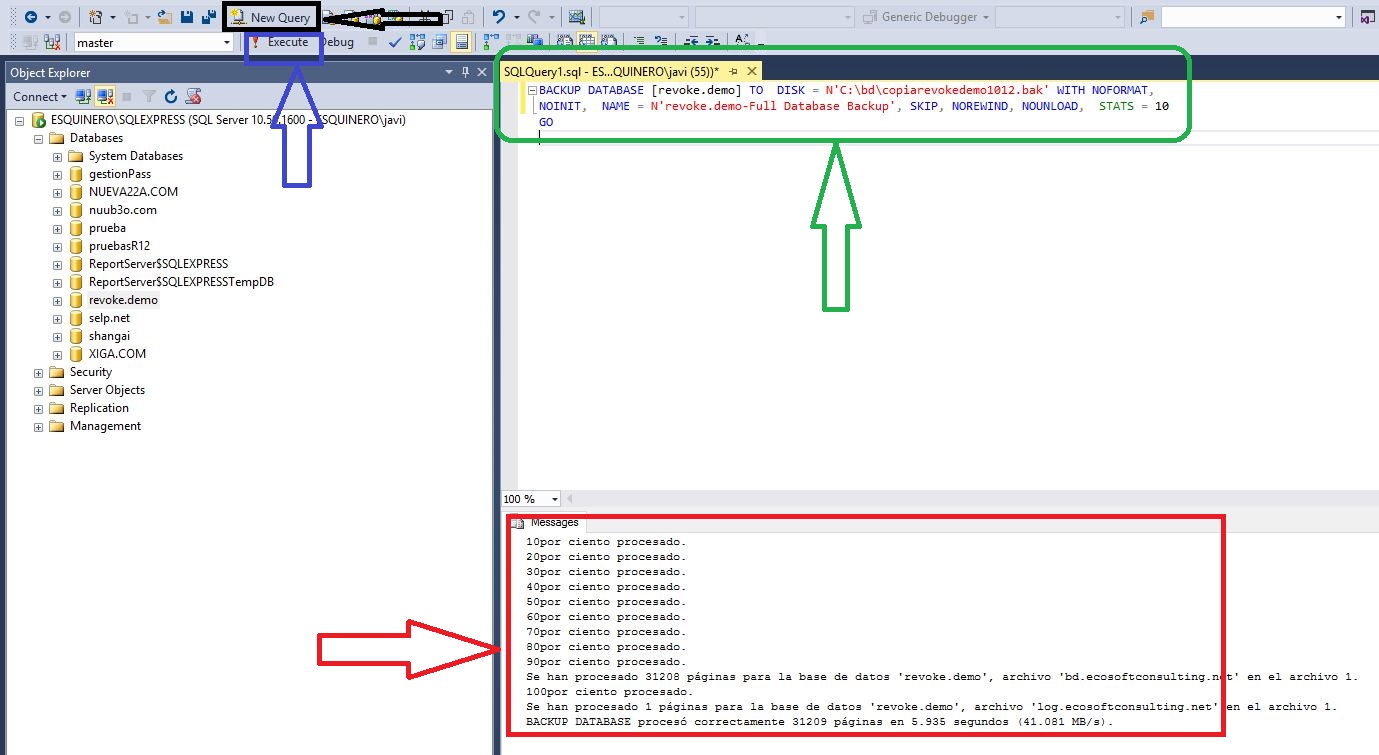 New Query
Generic Debugger
master
Execute
Debug
Object Explorer
Connect
ESQUINERO\SQLEXPRESS (SQL Server 10.5 .1600 - ESQUINERO\javi)
Databases
System Databases
gestionPass
NUEVA22A.COM
nuub3o.com
prueba
pruebasR12
ReportServer$SQLEXPRESS
ReportServer$SQLEXPRESSTempDB
revoke.demo
selp.net
shangai
XIGA.COM
Security
Server Objects
Replication
Management
SQLQuery1.sql - ES...QUINERO\javi (55))*
BACKUP DATABASE [revoke.demo] TO  DISK = N'C:\bd\copiarevokedemo1012.bak' WITH NOFORMAT,
NOINIT,  NAME = N'revoke.demo-Full Database Backup', SKIP, NOREWIND, NOUNLOAD,  STATS = 10
GO
100 %
Messages
10por ciento procesado.
20por ciento procesado.
30por ciento procesado.
40por ciento procesado.
50por ciento procesado.
60por ciento procesado.
70por ciento procesado.
80por ciento procesado.
90por ciento procesado.
Se han procesado 31208 páginas para la base de datos 'revoke.demo', archivo 'bd.ecosoftconsulting.net' en el archivo 1.
100por ciento procesado.
Se han procesado 1 páginas para la base de datos 'revoke.demo', archivo 'log.ecosoftconsulting.net' en el archivo 1.
BACKUP DATABASE procesó correctamente 31209 páginas en 5.935 segundos (41.081 MB/s).